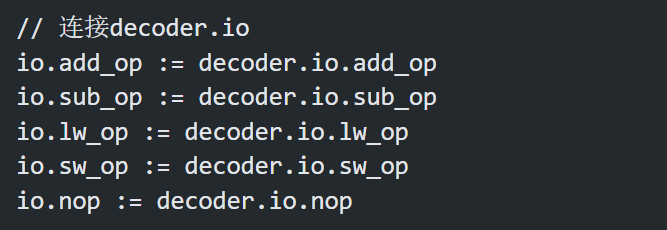 // 连接decoder.io
io.add_op := decoder.io.add_op
io.sub_op := decoder.io.sub_op
io.lw_op := decoder.io.lw_op
io.sw_op := decoder.io.sw_op
io.nop := decoder.io.nop